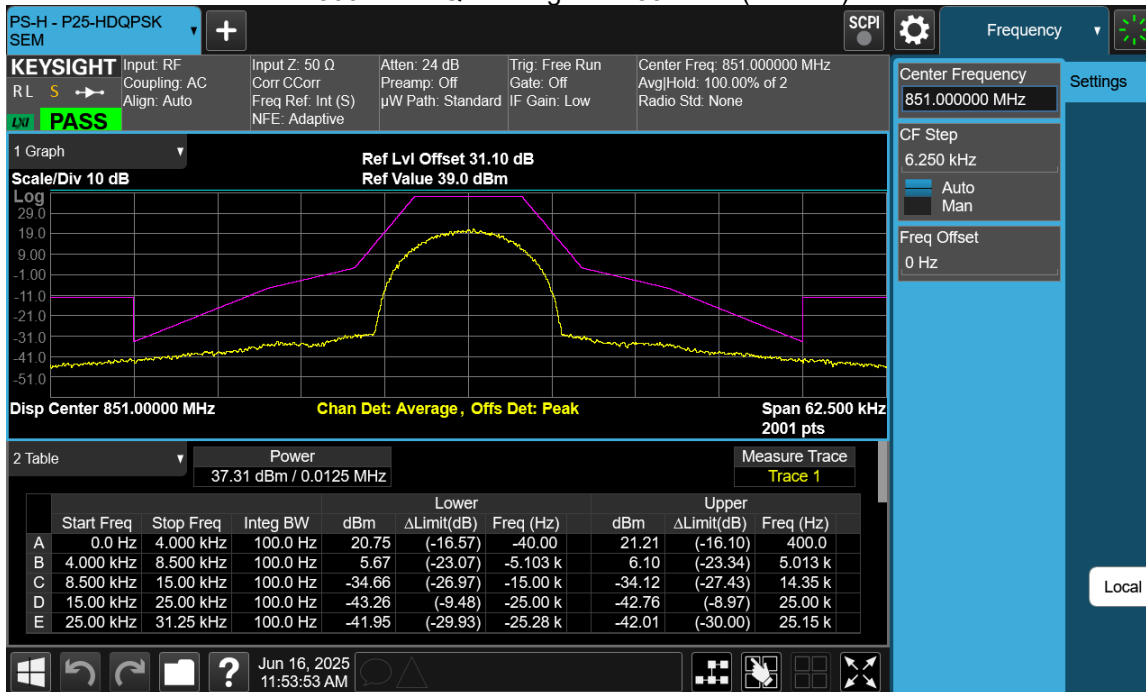 PS-H - P25-HDQPSK
SEM
SCPI
Frequency
KEYSIGHT
RL S
LXI
PASS
Input: RF
Coupling: AC
Align: Auto
Input Z: 50 Ω
Corr CCorr
Freq Ref: Int (S)
NFE: Adaptive
Atten: 24 dB
Preamp: Off
µW Path: Standard
Trig: Free Run
Gate: Off
IF Gain: Low
Center Freq: 851.000000 MHz
Avg|Hold: 100.00% of 2
Radio Std: None
Center Frequency
851.000000 MHz
Settings
CF Step
6.250 kHz
Auto
Man
Freq Offset
0 Hz
Local
1 Graph
Scale/Div 10 dB
Ref Lvl Offset 31.10 dB
Ref Value 39.0 dBm
Log
29.0
19.0
9.00
-1.00
-11.0
-21.0
-31.0
-41.0
-51.0
Disp Center 851.00000 MHz
Chan Det: Average, Offs Det: Peak
Span 62.500 kHz
2001 pts
2 Table
Power
37.31 dBm / 0.0125 MHz
Measure Trace
Trace 1
Lower Upper
Start Freq Stop Freq Integ BW dBm ΔLimit(dB) Freq (Hz) dBm ΔLimit(dB) Freq (Hz)
A 0.0 Hz 4.000 kHz 100.0 Hz 20.75 (-16.57) -40.00 21.21 (-16.10) 400.0
B 4.000 kHz 8.500 kHz 100.0 Hz 5.67 (-23.07) -5.103 k 6.10 (-23.34) 5.013 k
C 8.500 kHz 15.00 kHz 100.0 Hz -34.66 (-26.97) -15.00 k -34.12 (-27.43) 14.35 k
D 15.00 kHz 25.00 kHz 100.0 Hz -43.26 (-9.48) -25.00 k -42.76 (-8.97) 25.00 k
E 25.00 kHz 31.25 kHz 100.0 Hz -41.95 (-29.93) -25.28 k -42.01 (-30.00) 25.15 k
?
Jun 16, 2025
11:53:53 AM